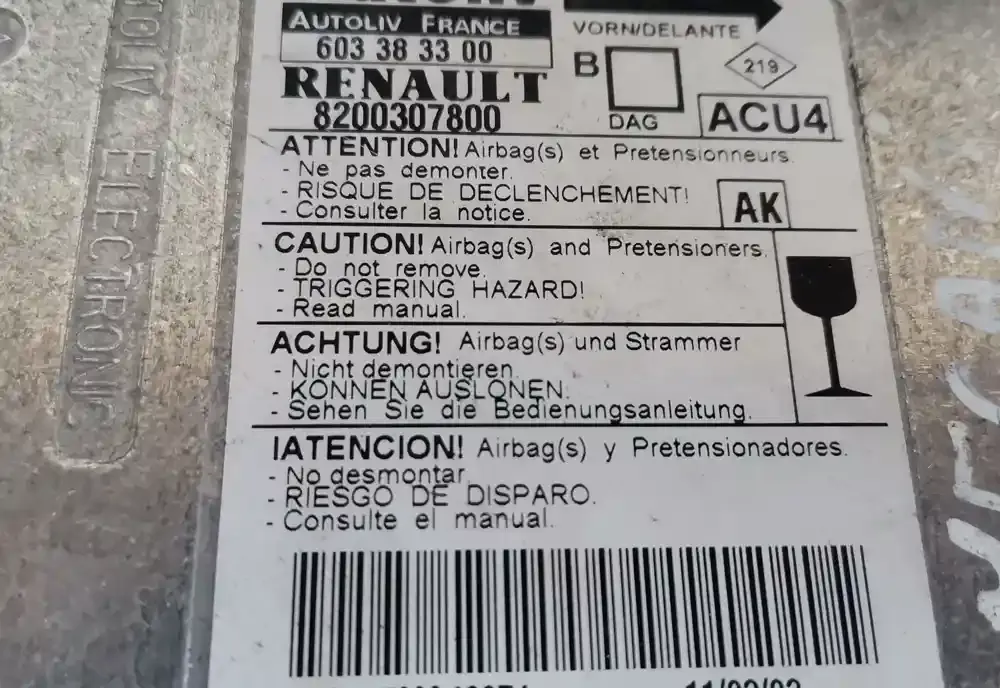 AUTOLIV FRANCE
603 38 33 00
RENAULT
8200307800
VORN/DELANTE
B
219
DAG
ACU4
ATTENTION! Airbag(s) et Pretensionneurs.
- Ne pas demonter.
- RISQUE DE DECLENCHEMENT!
- Consulter la notice.
AK
CAUTION! Airbag(s) and Pretensioners.
- Do not remove.
- TRIGGERING HAZARD!
- Read manual.
ACHTUNG! Airbag(s) und Strammer
- Nicht demontieren.
- KONNEN AUSLONEN.
- Sehen Sie die Bedienungsanleitung.
IATENCION! Airbag(s) y Pretensionadores.
- No desmontar.
- RIESGO DE DISPARO.
- Consulte el manual.
ELECTRONIC